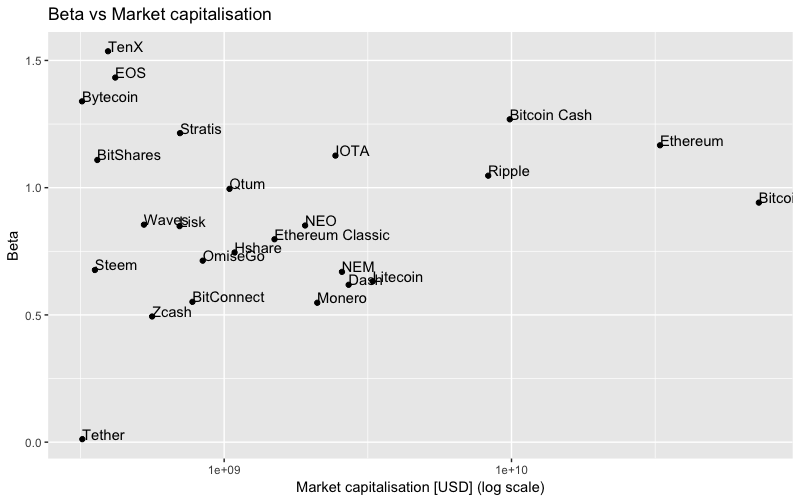 Beta vs Market capitalisation
TenX
EOS
Bytecoin
Stratis
Bitcoin Cash
BitShares
IOTA
Ethereum
Ripple
Qtum
Bitcoi
Waves
Lisk
NEO
Ethereum Classic
Hshare
OmiseGo
Steem
NEM
Dash
Litecoin
BitConnect
Monero
Zcash
Tether
1.5
1.0
0.5
0.0
Beta
1e+09
1e+10
Market capitalisation [USD] (log scale)